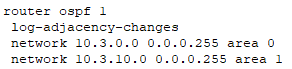 router ospf 1
log-adjacency-changes
network 10.3.0.0 0.0.0.255 area 0
network 10.3.10.0 0.0.0.255 area 1